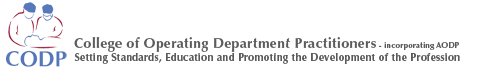 CODP
College of Operating Department Practitioners - incorporating AODP
Setting Standards, Education and Promoting the Development of the Profession